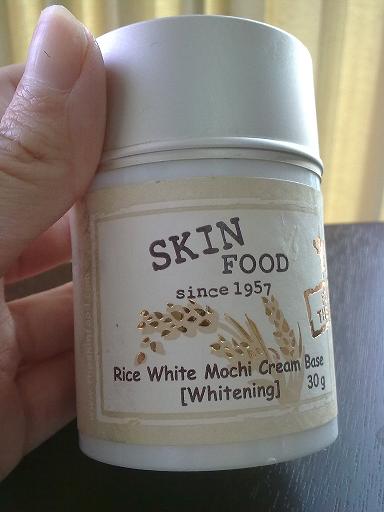 SKIN
FOOD
since 1957
Rice White Mochi Cream Base
[Whitening]
30g